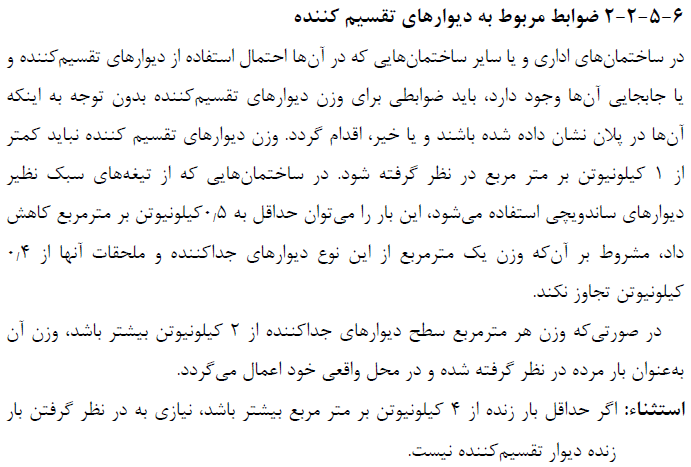 ۶-۵-۲-۲ ضوابط مربوط به دیوارهای تقسیم کننده
در ساختمان‌های اداری و یا سایر ساختمان‌هایی که در آن‌ها احتمال استفاده از دیوارهای تقسیم‌کننده و
یا جابجایی آن‌ها وجود دارد، باید ضوابطی برای وزن دیوارهای تقسیم‌کننده بدون توجه به اینکه
آن‌ها در پلان نشان داده شده باشند و یا خیر، اقدام گردد. وزن دیوارهای تقسیم کننده نباید کمتر
از ۱ کیلونیوتن بر متر مربع در نظر گرفته شود. در ساختمان‌هایی که از تیغه‌های سبک نظیر
دیوارهای ساندویچی استفاده می‌شود، این بار را می‌توان حداقل به ۰٫۵کیلونیوتن بر مترمربع کاهش
داد، مشروط بر آن‌که وزن یک مترمربع از این نوع دیوارهای جداکننده و ملحقات آنها از ۰٫۴
کیلونیوتن تجاوز نکند.
در صورتی‌که وزن هر مترمربع سطح دیوارهای جداکننده از ۲ کیلونیوتن بیشتر باشد، وزن آن
به‌عنوان بار مرده در نظر گرفته شده و در محل واقعی خود اعمال می‌گردد.
استثناء: اگر حداقل بار زنده از ۴ کیلونیوتن بر متر مربع بیشتر باشد، نیازی به در نظر گرفتن بار
زنده دیوار تقسیم‌کننده نیست.